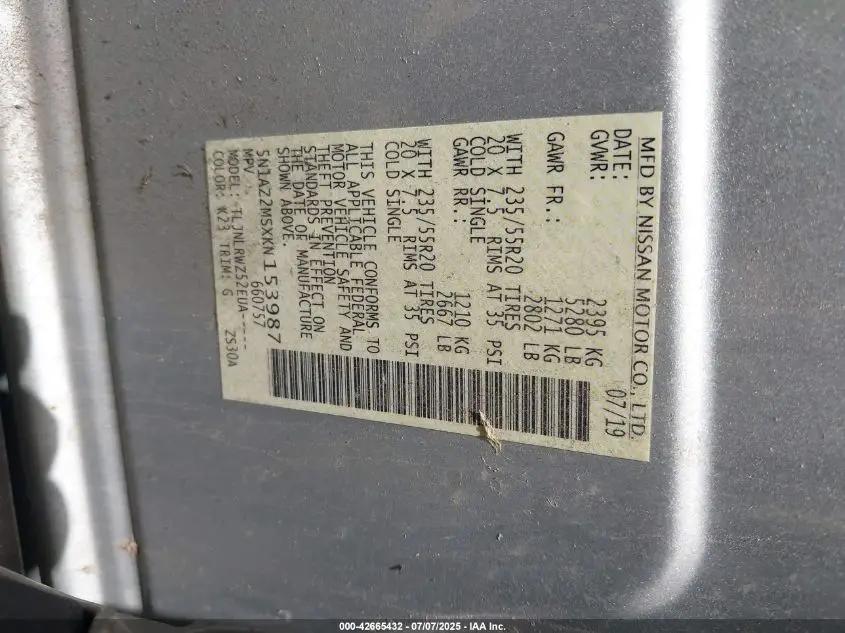 MFD BY NISSAN MOTOR CO., LTD.
DATE: 07/19
GVWR: 2395 KG
5280 LB
GAWR FR.: 1271 KG
2802 LB
WITH 235/55R20 TIRES
20 X 7.5 RIMS AT 35 PSI
COLD SINGLE
GAWR RR.: 1210 KG
2667 LB
WITH 235/55R20 TIRES
20 X 7.5 RIMS AT 35 PSI
COLD SINGLE
THIS VEHICLE CONFORMS TO
ALL APPLICABLE FEDERAL
MOTOR VEHICLE SAFETY AND
THEFT PREVENTION
STANDARDS IN EFFECT ON
THE DATE OF MANUFACTURE
SHOWN ABOVE.
5N1AZ2MSXKN153987
MPV 660757
MODEL: TLJNLRWZ52EUA-----
COLOR: K23 TRIM: G ZS30A
000-42665432 - 07/07/2025 - IAA Inc.